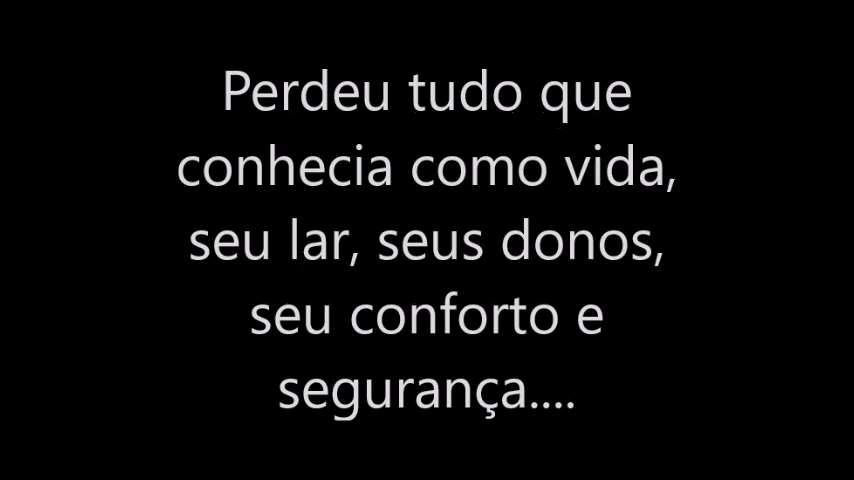 Perdeu tudo que
conhecia como vida,
seu lar, seus donos,
seu conforto e
segurança....